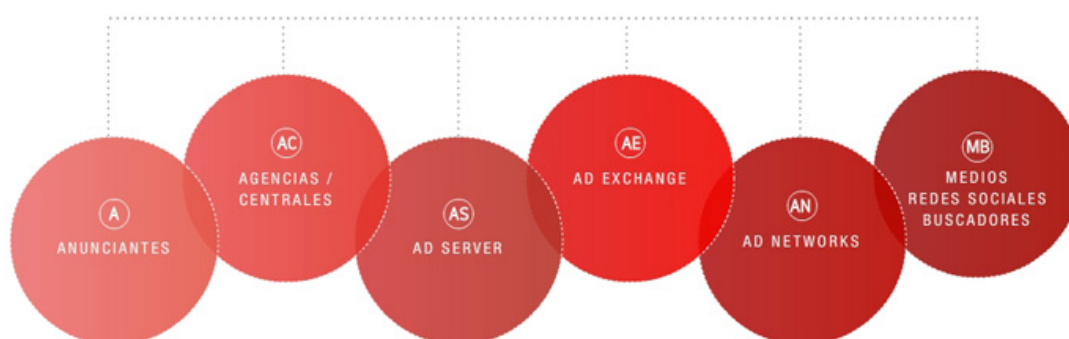 A
ANUNCIANTES
AC
AGENCIAS /
CENTRALES
AS
AD SERVER
AE
AD EXCHANGE
AN
AD NETWORKS
MB
MEDIOS
REDES SOCIALES
BUSCADORES